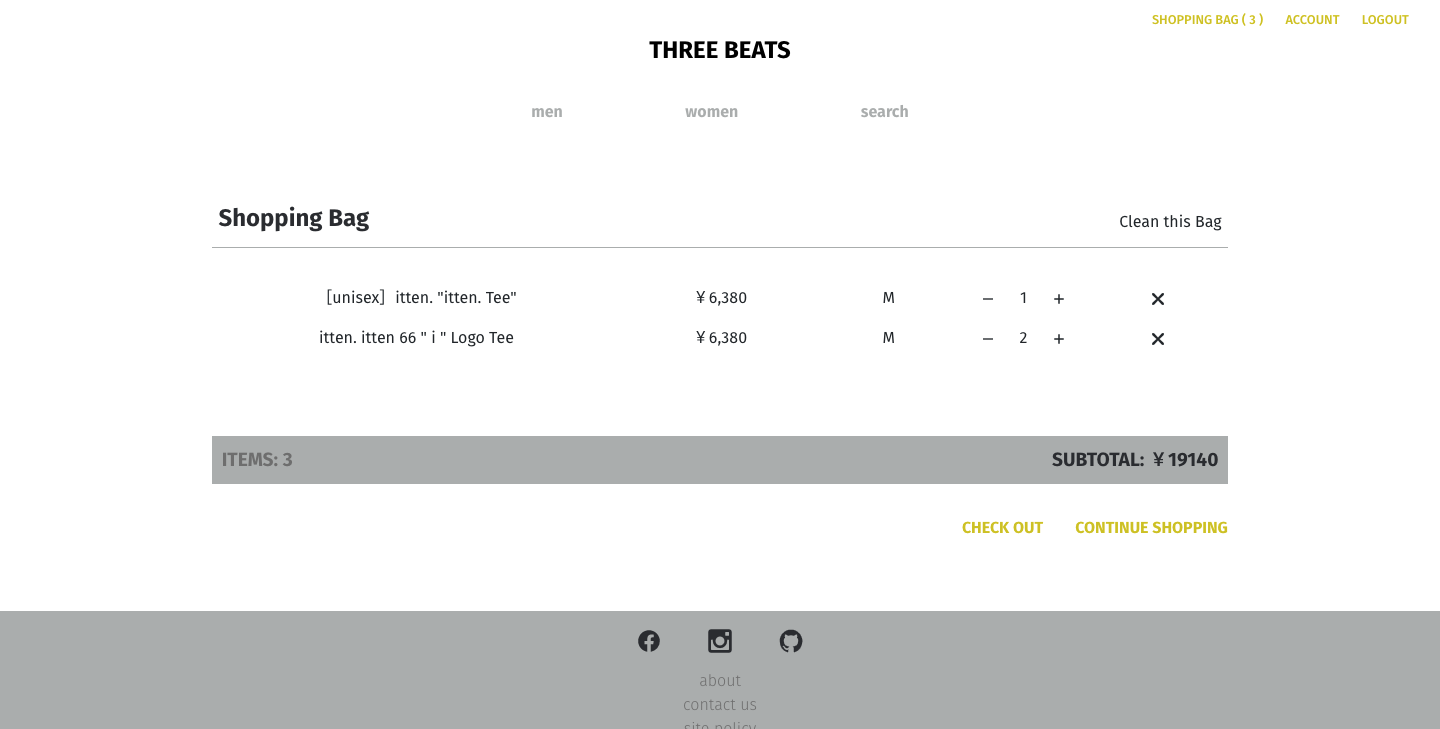 SHOPPING BAG ( 3 ) ACCOUNT LOGOUT
THREE BEATS
men women search
Shopping Bag Clean this Bag
[unisex] itten. "itten. Tee" ¥ 6,380 M − 1 +
itten. itten 66 " i " Logo Tee ¥ 6,380 M − 2 +
ITEMS: 3 SUBTOTAL: ¥ 19140
CHECK OUT CONTINUE SHOPPING
about
contact us
site policy